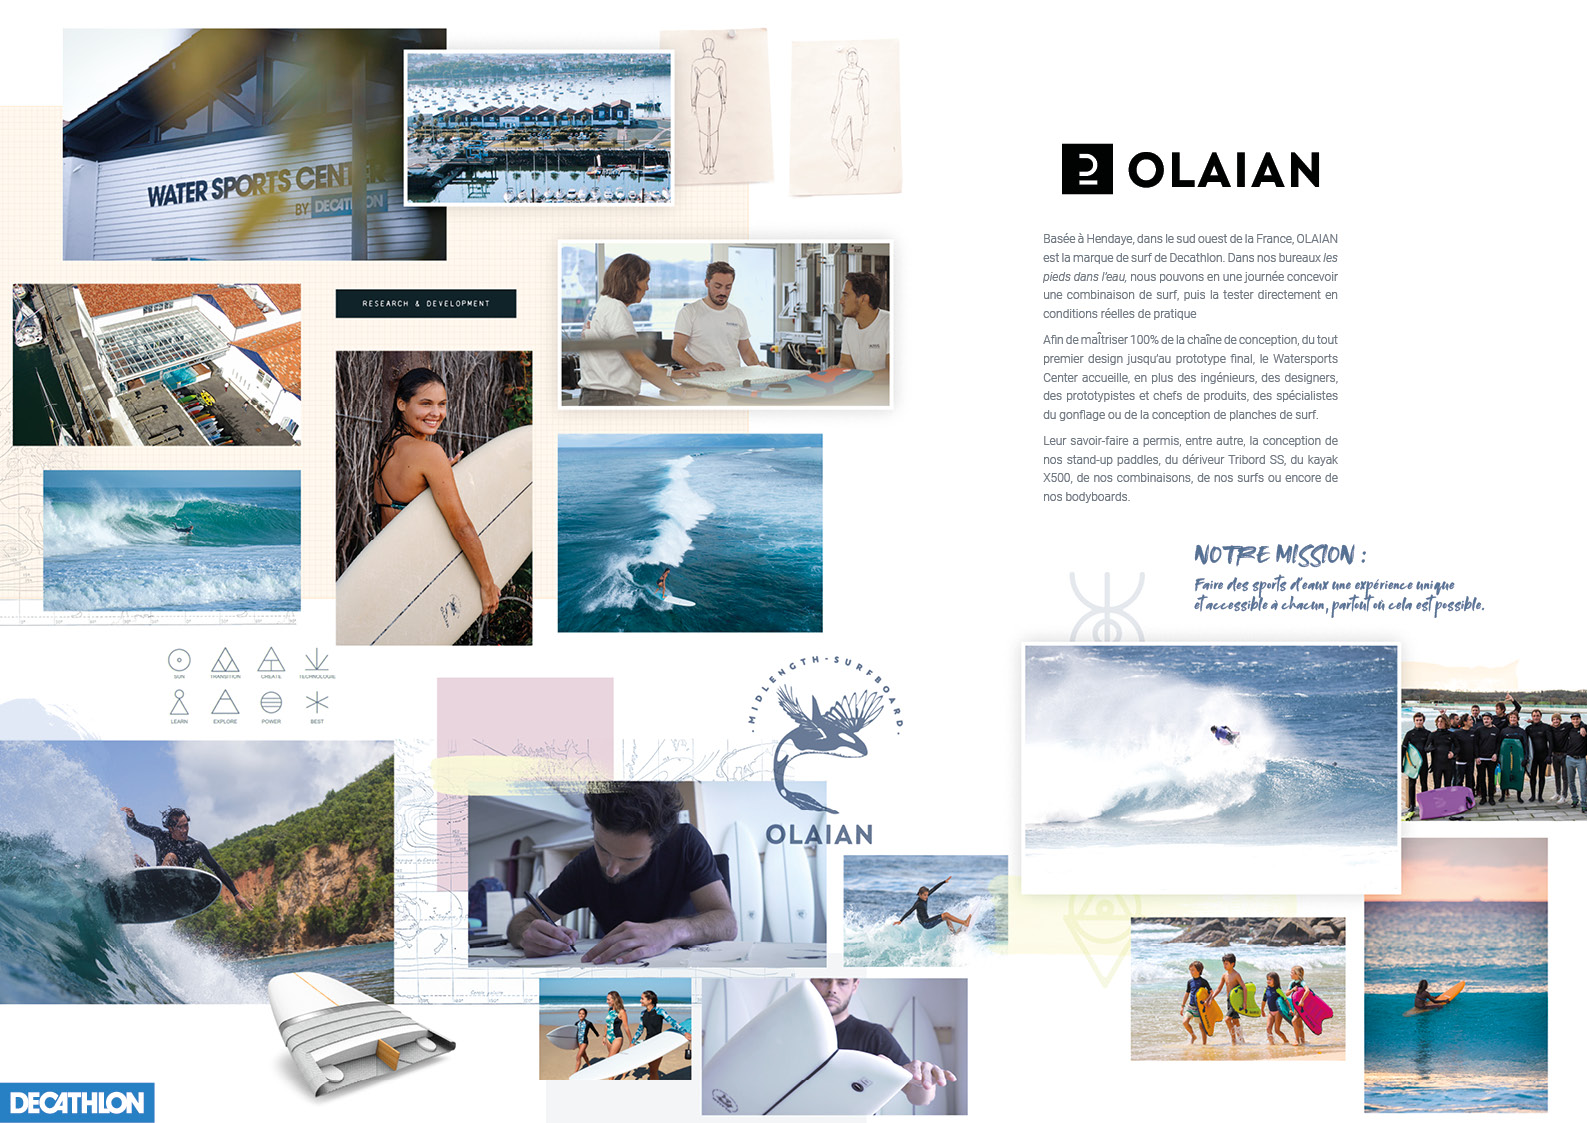 WATER SPORTS CENTER
BY DECATHLON
RESEARCH & DEVELOPMENT
SUN
TRANSITION
CREATE
TECHNOLOGIE
LEARN
EXPLORE
POWER
BEST
MIDLENGTH - SURFBOARD
OLAIAN
DECATHLON
OLAIAN
Basée à Hendaye, dans le sud ouest de la France, OLAIAN
est la marque de surf de Decathlon. Dans nos bureaux les
pieds dans l'eau, nous pouvons en une journée concevoir
une combinaison de surf, puis la tester directement en
conditions réelles de pratique
Afin de maÎtriser 100% de la chaîne de conception, du tout
premier design jusqu'au prototype final, le Watersports
Center accueille, en plus des ingénieurs, des designers,
des prototypistes et chefs de produits, des spécialistes
du gonflage ou de la conception de planches de surf.
Leur savoir-faire a permis, entre autre, la conception de
nos stand-up paddles, du dériveur Tribord SS, du kayak
X500, de nos combinaisons, de nos surfs ou encore de
nos bodyboards.
NOTRE MISSION :
Faire des sports d'eaux une expérience unique
et accessible à chacun, partout où cela est possible.